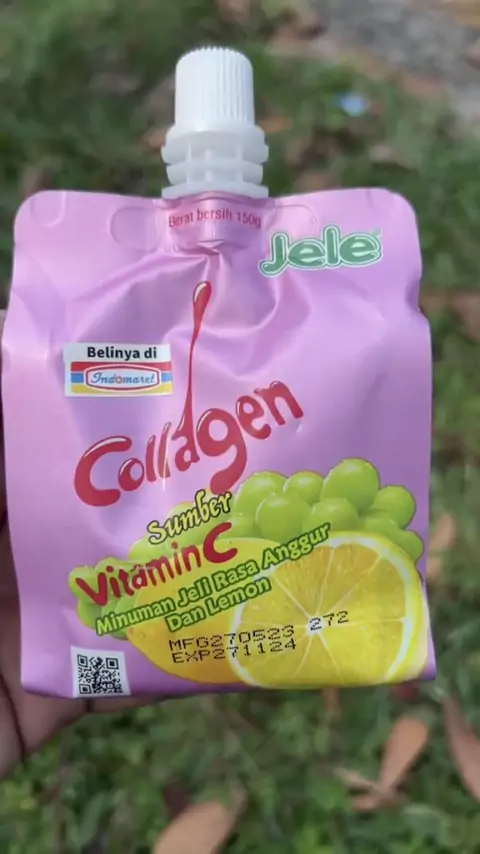 Berat bersih 150g
Jele
Belinya di
Indomaret
Collagen
Sumber
Vitamin C
Minuman Jeli Rasa Anggur
Dan Lemon
MFG270523 272
EXP271124